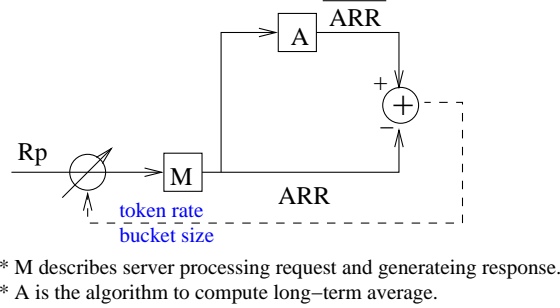 ARR
A
+
+
−
Rp
M
ARR
token rate
bucket size
* M describes server processing request and generateing response.
* A is the algorithm to compute long−term average.